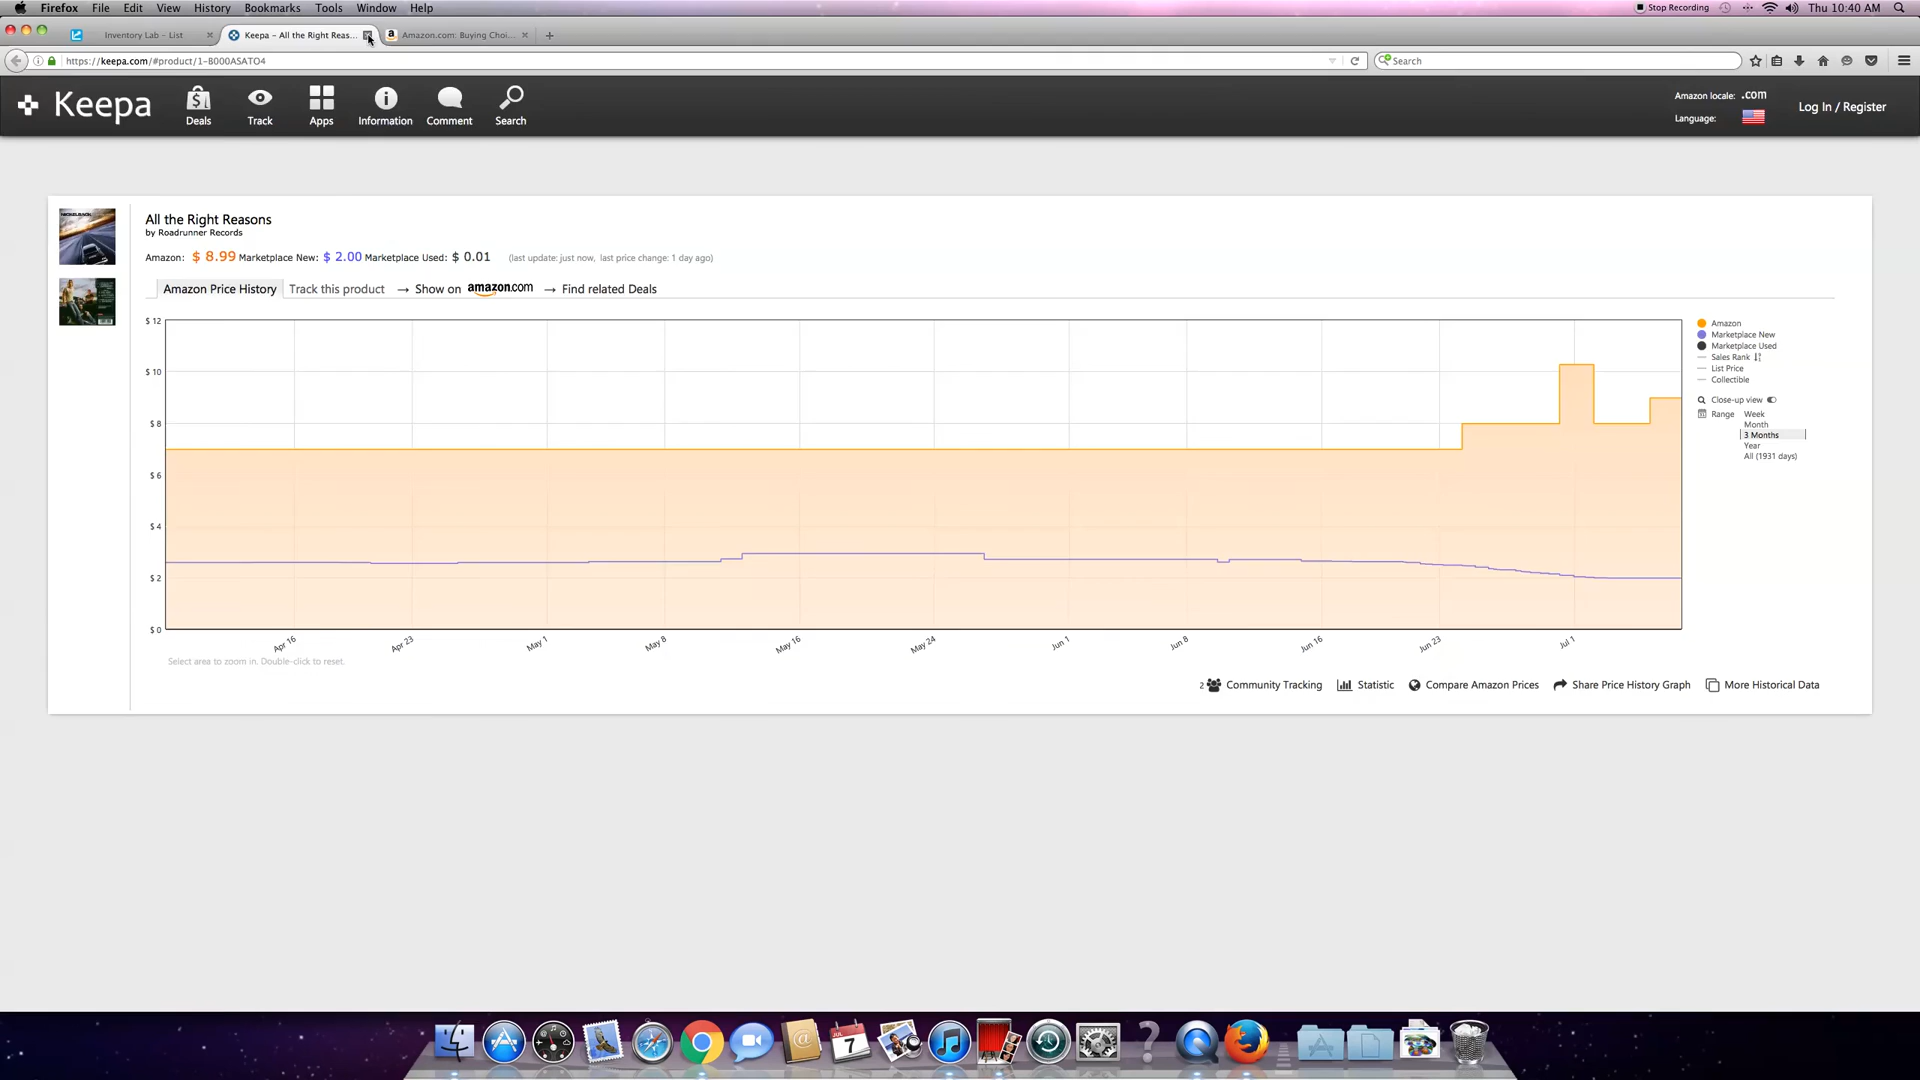 Firefox File Edit View History Bookmarks Tools Window Help Stop Recording Thu 10:40 AM
Inventory Lab - List Keepa - All the Right Reas... Amazon.com: Buying Choi...
https://keepa.com/#product/1-B000ASATO4 Search
Keepa
Deals Track Apps Information Comment Search
Amazon locale: .com
Language:
Log In / Register
All the Right Reasons
by Roadrunner Records
Amazon: $ 8.99 Marketplace New: $ 2.00 Marketplace Used: $ 0.01 (last update: just now, last price change: 1 day ago)
Amazon Price History Track this product → Show on amazon.com → Find related Deals
$ 12
$ 10
$ 8
$ 6
$ 4
$ 2
$ 0
Apr 16 Apr 23 May 1 May 8 May 16 May 24 Jun 1 Jun 8 Jun 16 Jun 23 Jul 1
Select area to zoom in. Double-click to reset.
Amazon
Marketplace New
Marketplace Used
Sales Rank
List Price
Collectible
Close-up view
Range Week
Month
3 Months
Year
All (1931 days)
2 Community Tracking Statistic Compare Amazon Prices Share Price History Graph More Historical Data
NICKELBACK
JUL
7